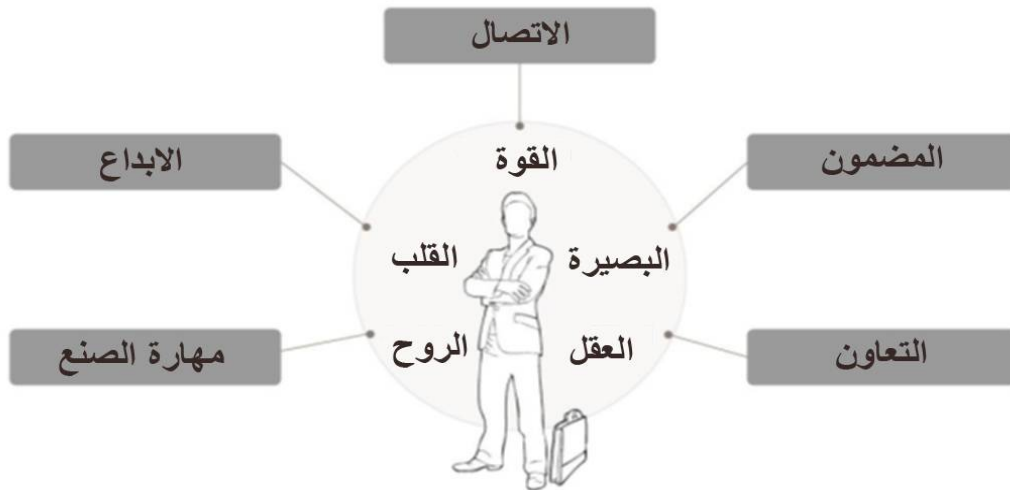 الاتصال
المضمون
الابداع
القوة
البصيرة
القلب
العقل
الروح
التعاون
مهارة الصنع